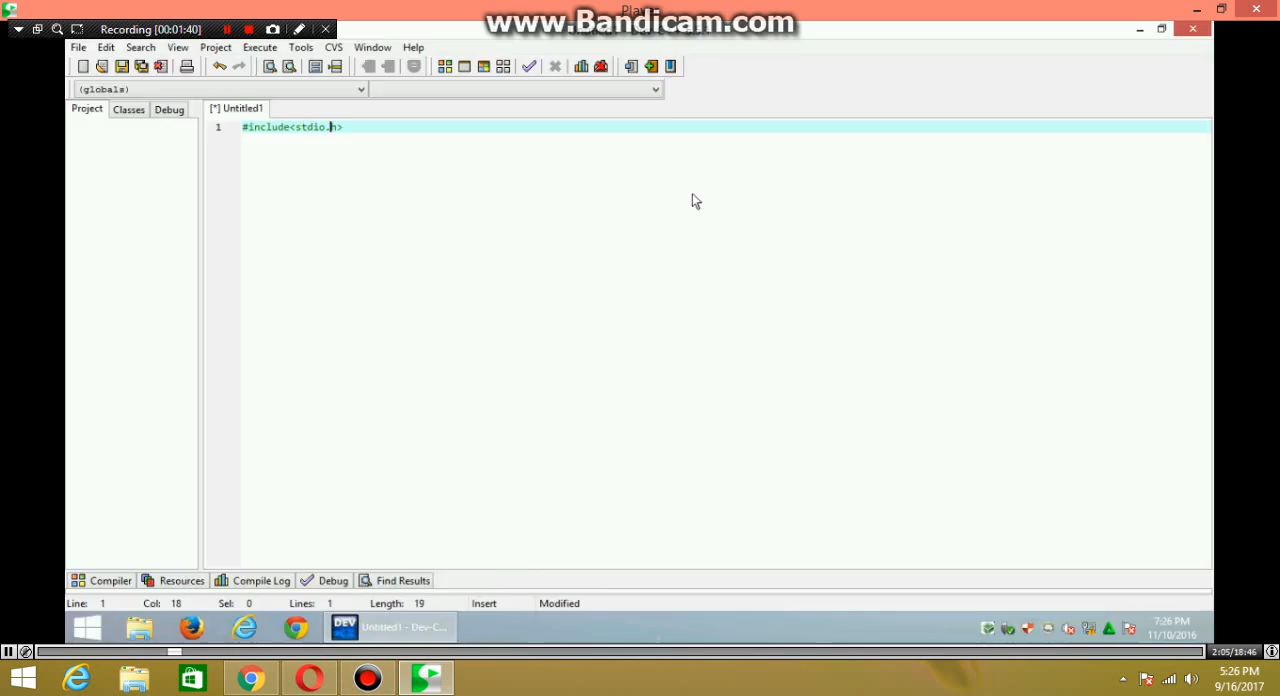 www.Bandicam.com
Recording [00:01:40]
File Edit Search View Project Execute Tools CVS Window Help
(globals)
Project Classes Debug [*] Untitled1
1 #include<stdio.h>
Compiler Resources Compile Log Debug Find Results
Line: 1 Col: 18 Sel: 0 Lines: 1 Length: 19 Insert Modified
DEV Untitled1 - Dev-C...
7:26 PM
11/10/2016
2:05/18:46
5:26 PM
9/16/2017